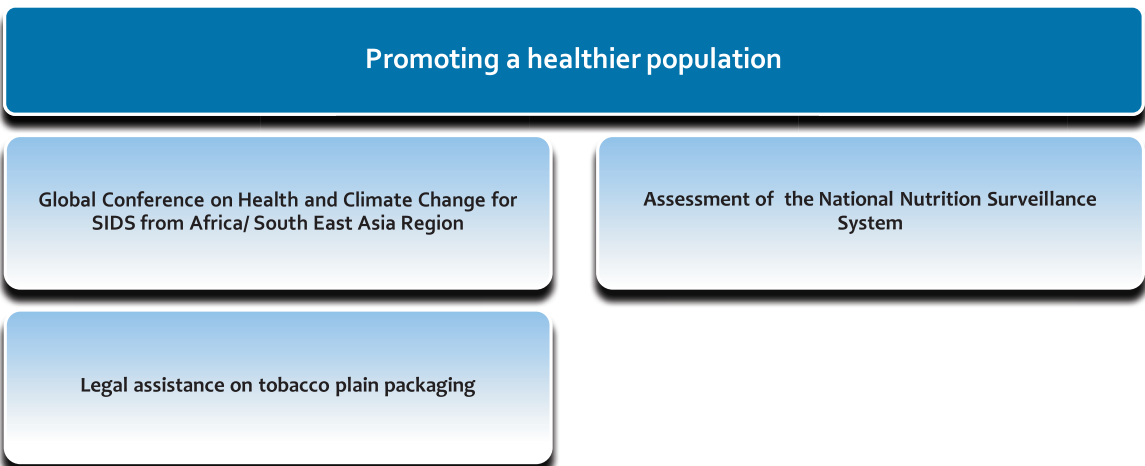 Promoting a healthier population
Global Conference on Health and Climate Change for
SIDS from Africa/ South East Asia Region
Assessment of  the National Nutrition Surveillance
System
Legal assistance on tobacco plain packaging